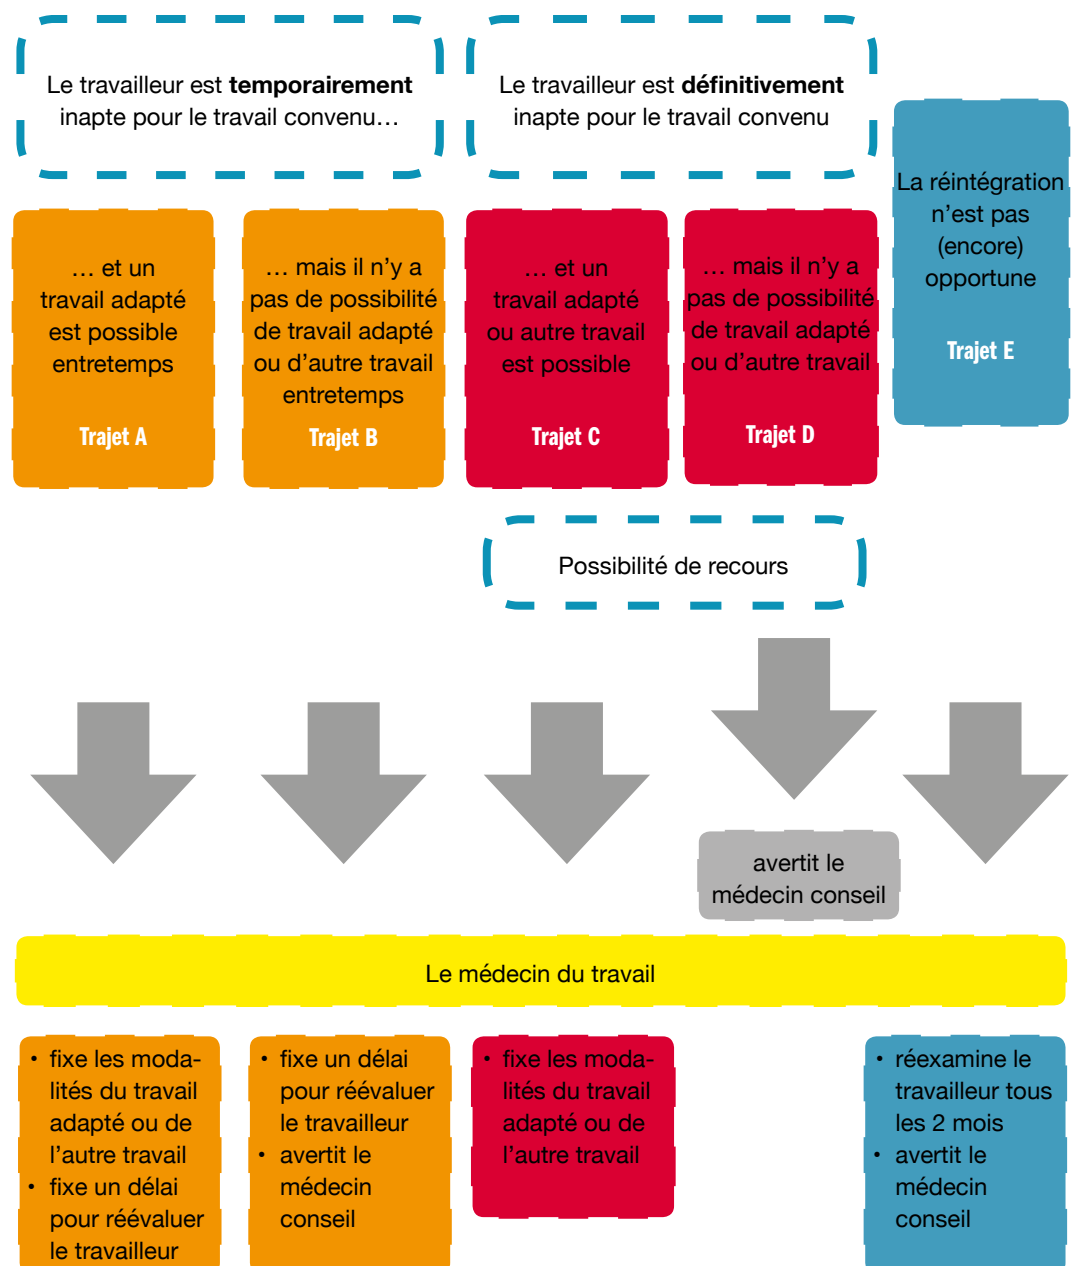 Le travailleur est temporairement
inapte pour le travail convenu…
Le travailleur est définitivement
inapte pour le travail convenu
… et un
travail adapté
est possible
entretemps
Trajet A
… mais il n’y a
pas de possibilité
de travail adapté
ou d’autre travail
entretemps
Trajet B
… et un
travail adapté
ou autre travail
est possible
Trajet C
… mais il n’y a
pas de possibilité
de travail adapté
ou d’autre travail
Trajet D
La réintégration
n’est pas
(encore)
opportune
Trajet E
Possibilité de recours
avertit le
médecin conseil
Le médecin du travail
• fixe les moda-
lités du travail
adapté ou de
l’autre travail
• fixe un délai
pour réévaluer
le travailleur
• fixe un délai
pour réévaluer
le travailleur
• avertit le
médecin
conseil
• fixe les moda-
lités du travail
adapté ou de
l’autre travail
• réexamine le
travailleur tous
les 2 mois
• avertit le
médecin
conseil